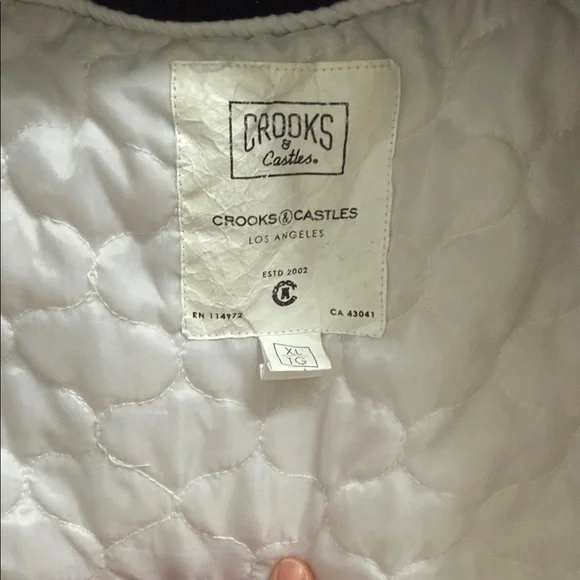 CROOKS
&
Castles®
CROOKS & CASTLES
LOS ANGELES
ESTD 2002
RN 114972 CA 43041
XL
TG